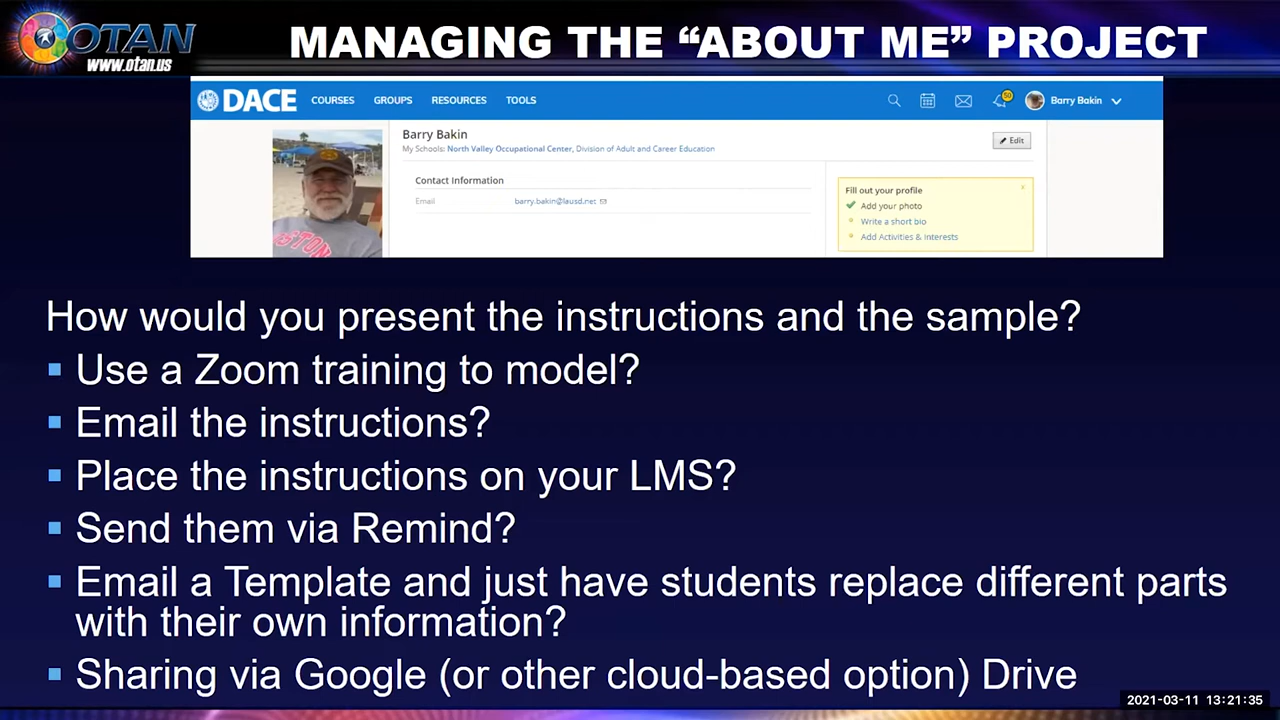 OTAN
www.otan.us
MANAGING THE “ABOUT ME” PROJECT
DACE COURSES GROUPS RESOURCES TOOLS Barry Bakin
Barry Bakin
My Schools: North Valley Occupational Center, Division of Adult and Career Education
Edit
Contact Information
Email barry.bakin@lausd.net
Fill out your profile x
Add your photo
Write a short bio
Add Activities & Interests
How would you present the instructions and the sample?
▪ Use a Zoom training to model?
▪ Email the instructions?
▪ Place the instructions on your LMS?
▪ Send them via Remind?
▪ Email a Template and just have students replace different parts
with their own information?
▪ Sharing via Google (or other cloud-based option) Drive
2021-03-11 13:21:35